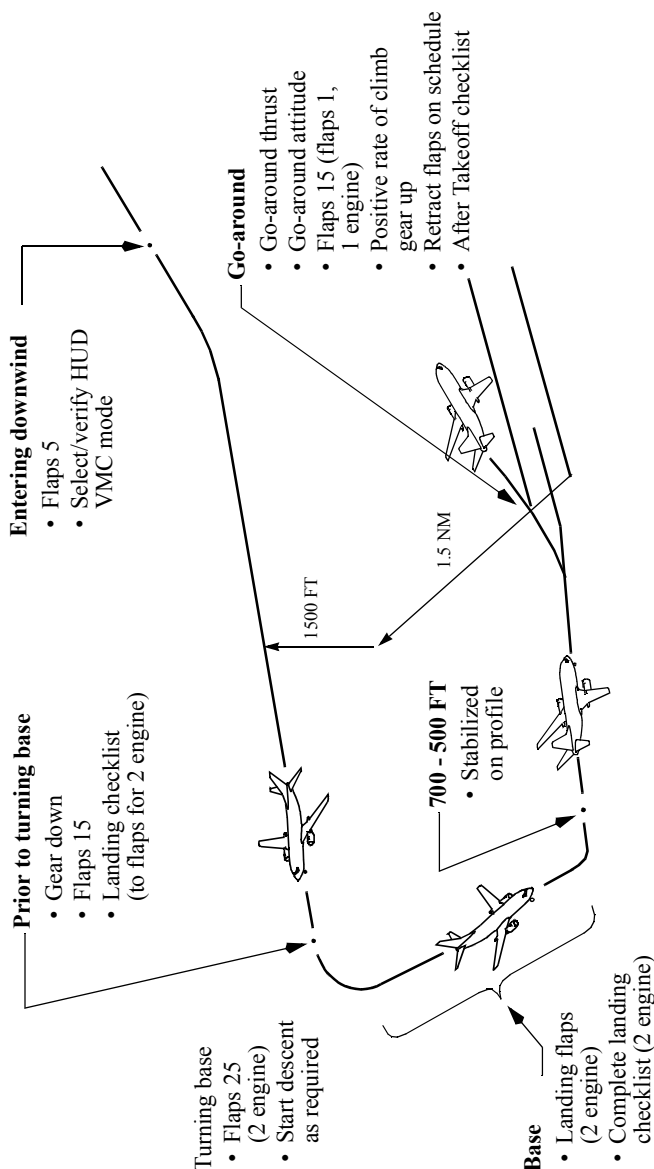 Entering downwind
• Flaps 5
• Select/verify HUD
VMC mode
Prior to turning base
• Gear down
• Flaps 15
• Landing checklist
(to flaps for 2 engine)
Turning base
• Flaps 25
(2 engine)
• Start descent
as required
Base
• Landing flaps
(2 engine)
• Complete landing
checklist (2 engine)
700 - 500 FT
• Stabilized
on profile
1500 FT
1.5 NM
Go-around
• Go-around thrust
• Go-around attitude
• Flaps 15 (flaps 1,
1 engine)
• Positive rate of climb
gear up
• Retract flaps on schedule
• After Takeoff checklist